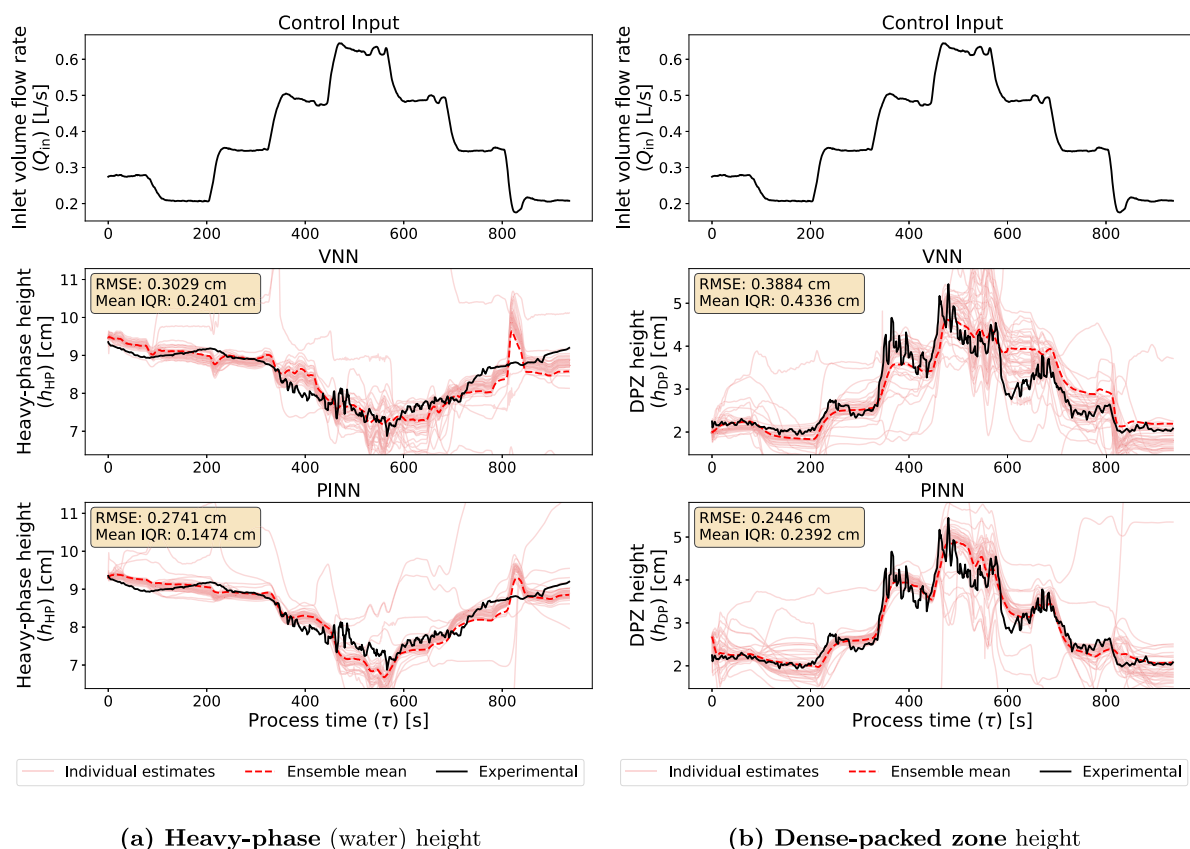 Control Input
Inlet volume flow rate
(Q_in) [L/s]
0.6
0.5
0.4
0.3
0.2
0 200 400 600 800
VNN
Heavy-phase height
(h_HP) [cm]
11
10
9
8
7
RMSE: 0.3029 cm
Mean IQR: 0.2401 cm
0 200 400 600 800
PINN
Heavy-phase height
(h_HP) [cm]
11
10
9
8
7
RMSE: 0.2741 cm
Mean IQR: 0.1474 cm
0 200 400 600 800
Process time (τ) [s]
Individual estimates Ensemble mean Experimental
(a) Heavy-phase (water) height
Control Input
Inlet volume flow rate
(Q_in) [L/s]
0.6
0.5
0.4
0.3
0.2
0 200 400 600 800
VNN
DPZ height
(h_DP) [cm]
5
4
3
2
RMSE: 0.3884 cm
Mean IQR: 0.4336 cm
0 200 400 600 800
PINN
DPZ height
(h_DP) [cm]
5
4
3
2
RMSE: 0.2446 cm
Mean IQR: 0.2392 cm
0 200 400 600 800
Process time (τ) [s]
Individual estimates Ensemble mean Experimental
(b) Dense-packed zone height